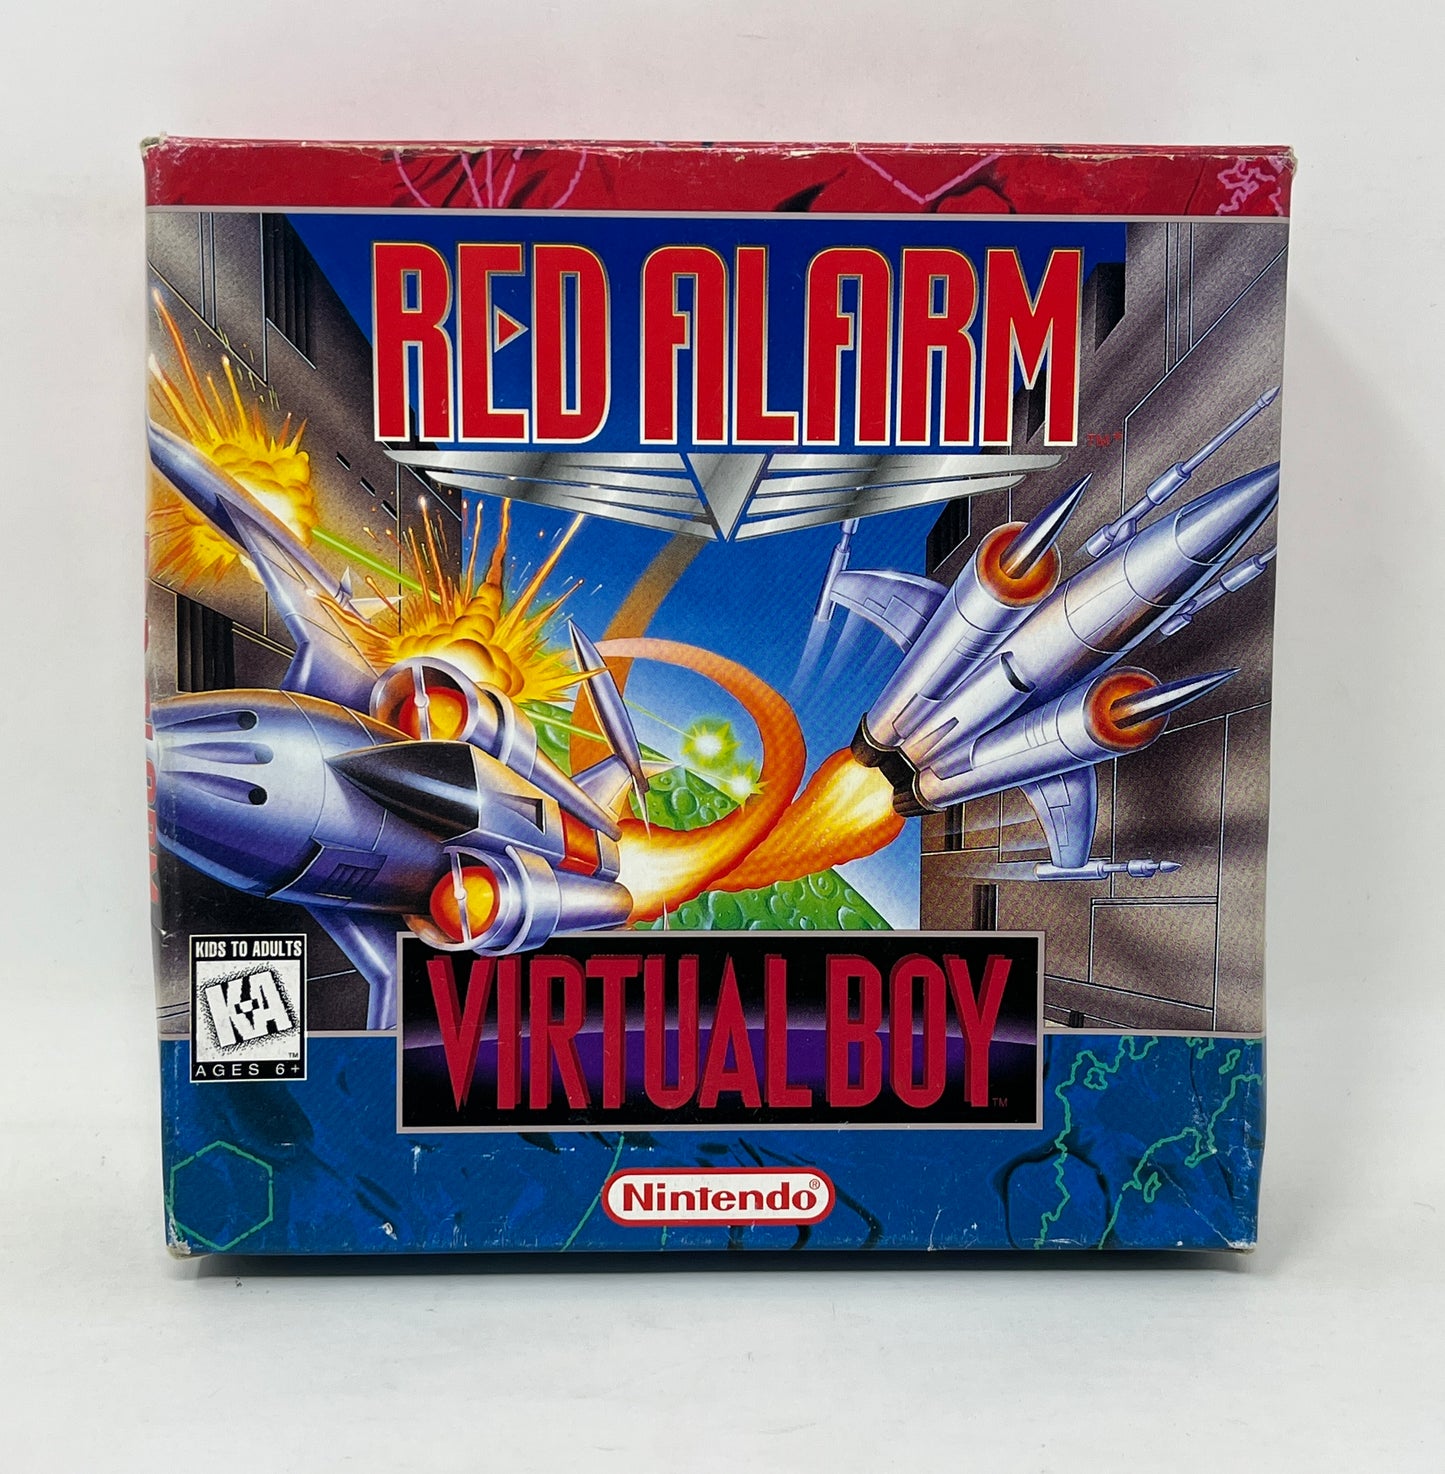 RED ALARM
TM
KIDS TO ADULTS
K-A
TM
AGES 6+
VIRTUAL BOY
TM
Nintendo®